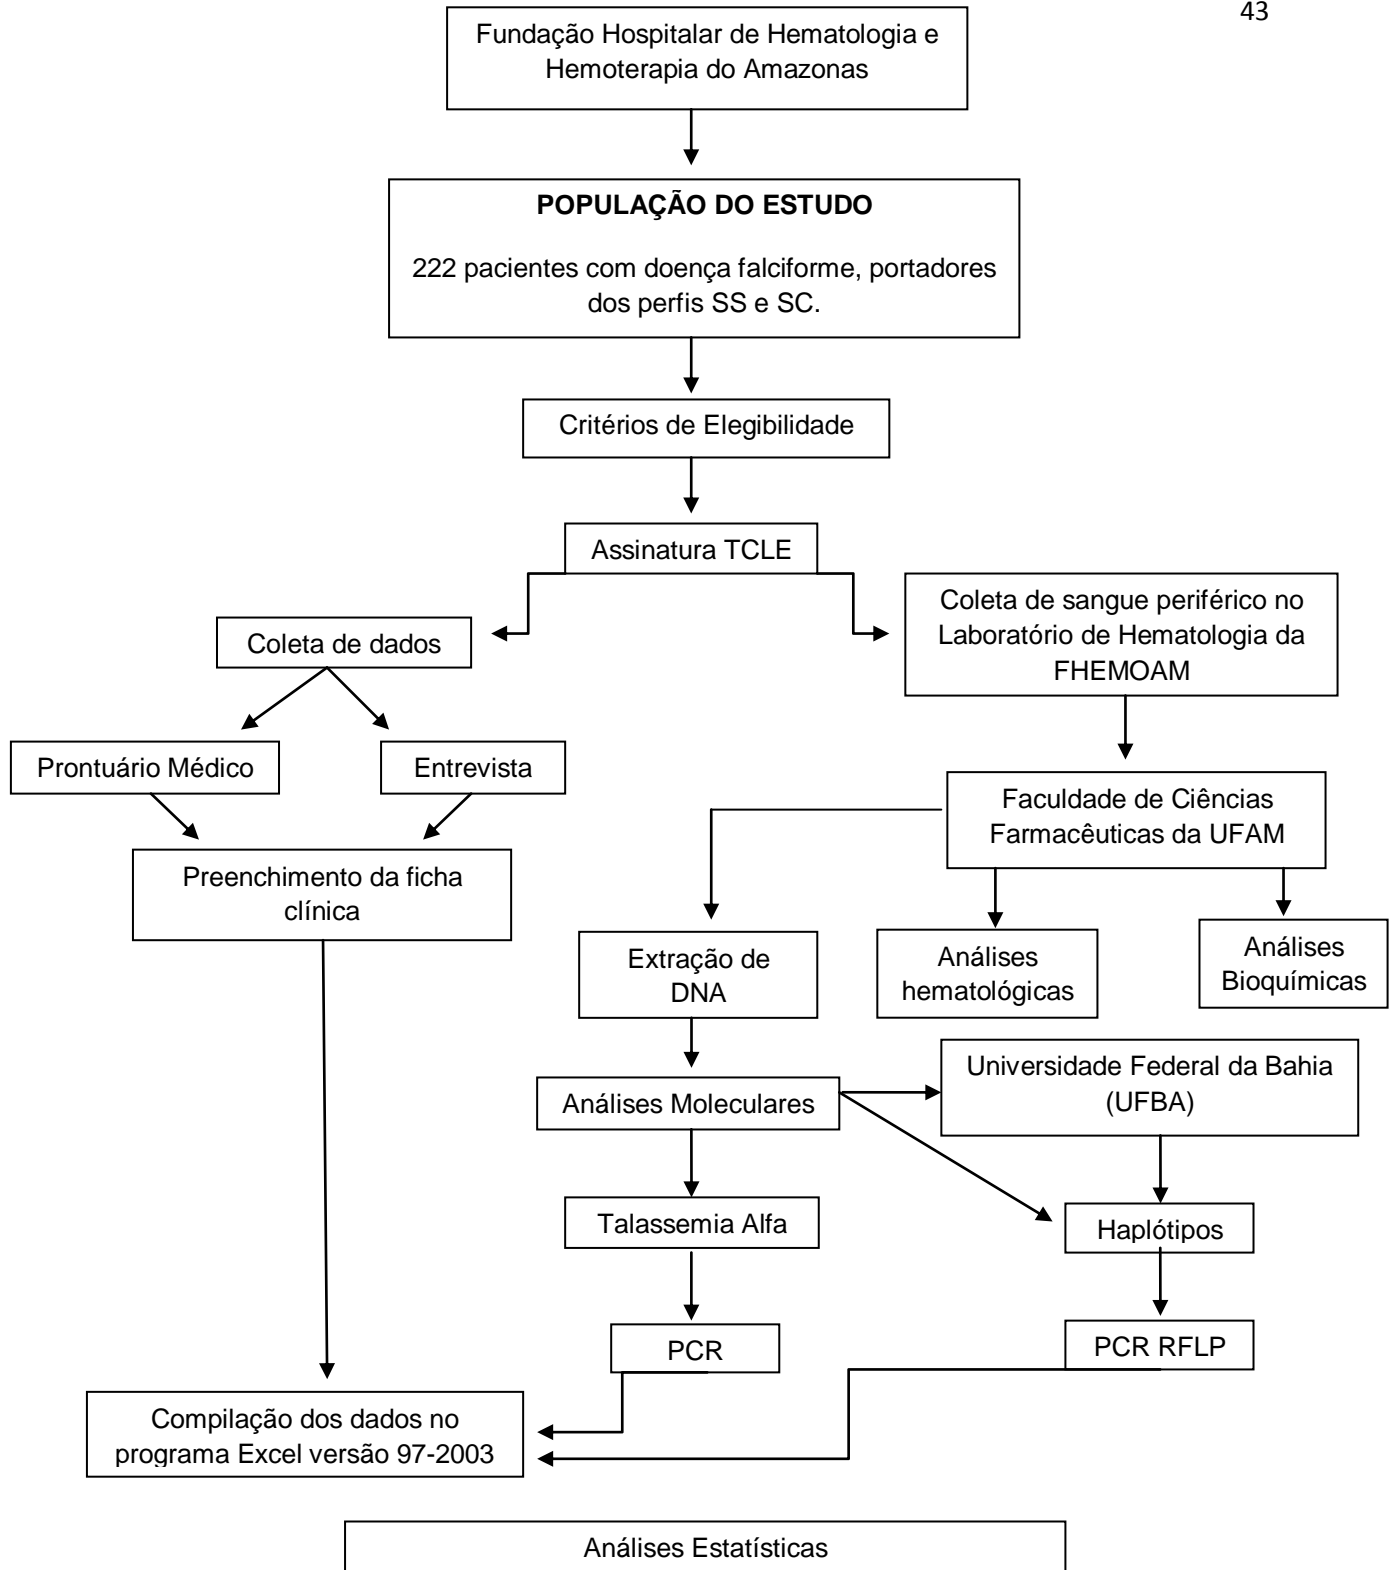 43
Fundação Hospitalar de Hematologia e
Hemoterapia do Amazonas
POPULAÇÃO DO ESTUDO
222 pacientes com doença falciforme, portadores
dos perfis SS e SC.
Critérios de Elegibilidade
Assinatura TCLE
Coleta de dados
Coleta de sangue periférico no
Laboratório de Hematologia da
FHEMOAM
Prontuário Médico
Entrevista
Faculdade de Ciências
Farmacêuticas da UFAM
Preenchimento da ficha
clínica
Extração de
DNA
Análises
hematológicas
Análises
Bioquímicas
Análises Moleculares
Universidade Federal da Bahia
(UFBA)
Talassemia Alfa
Haplótipos
PCR
PCR RFLP
Compilação dos dados no
programa Excel versão 97-2003
Análises Estatísticas